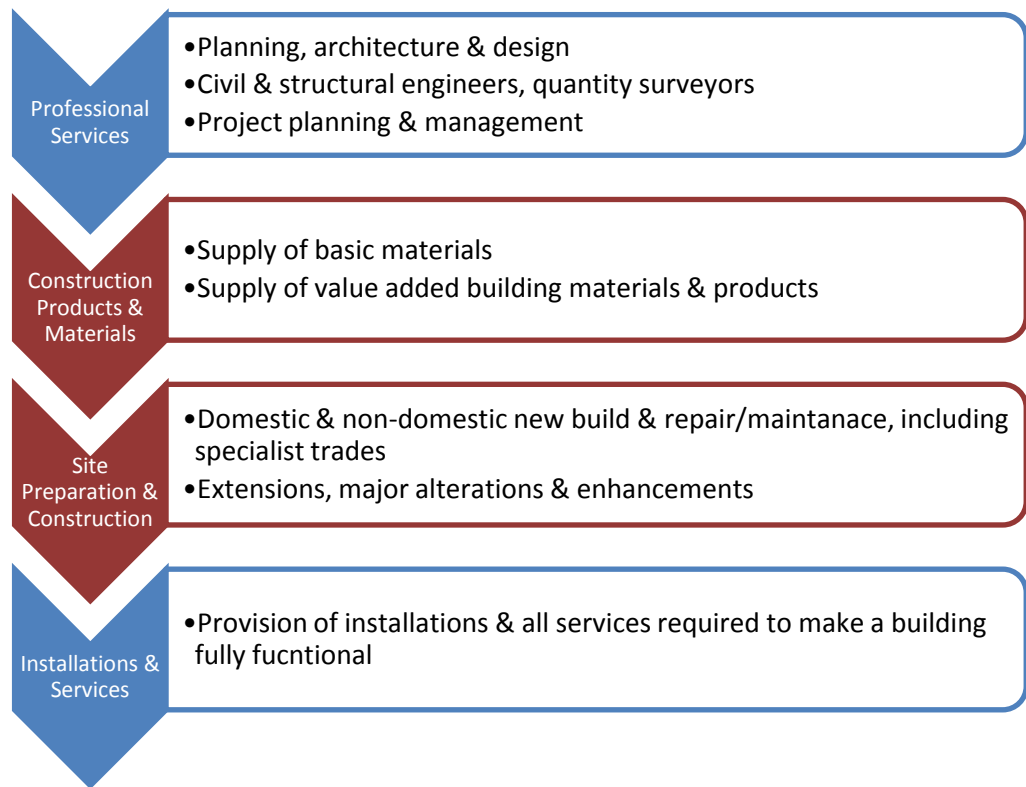 Professional
Services
•Planning, architecture & design
•Civil & structural engineers, quantity surveyors
•Project planning & management
Construction
Products &
Materials
•Supply of basic materials
•Supply of value added building materials & products
Site
Preparation &
Construction
•Domestic & non-domestic new build & repair/maintanace, including
specialist trades
•Extensions, major alterations & enhancements
Installations &
Services
•Provision of installations & all services required to make a building
fully fucntional